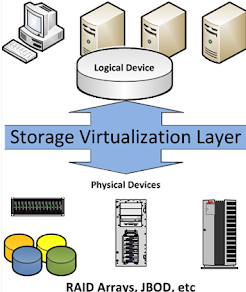 Logical Device
Storage Virtualization Layer
Physical Devices
RAID Arrays, JBOD, etc